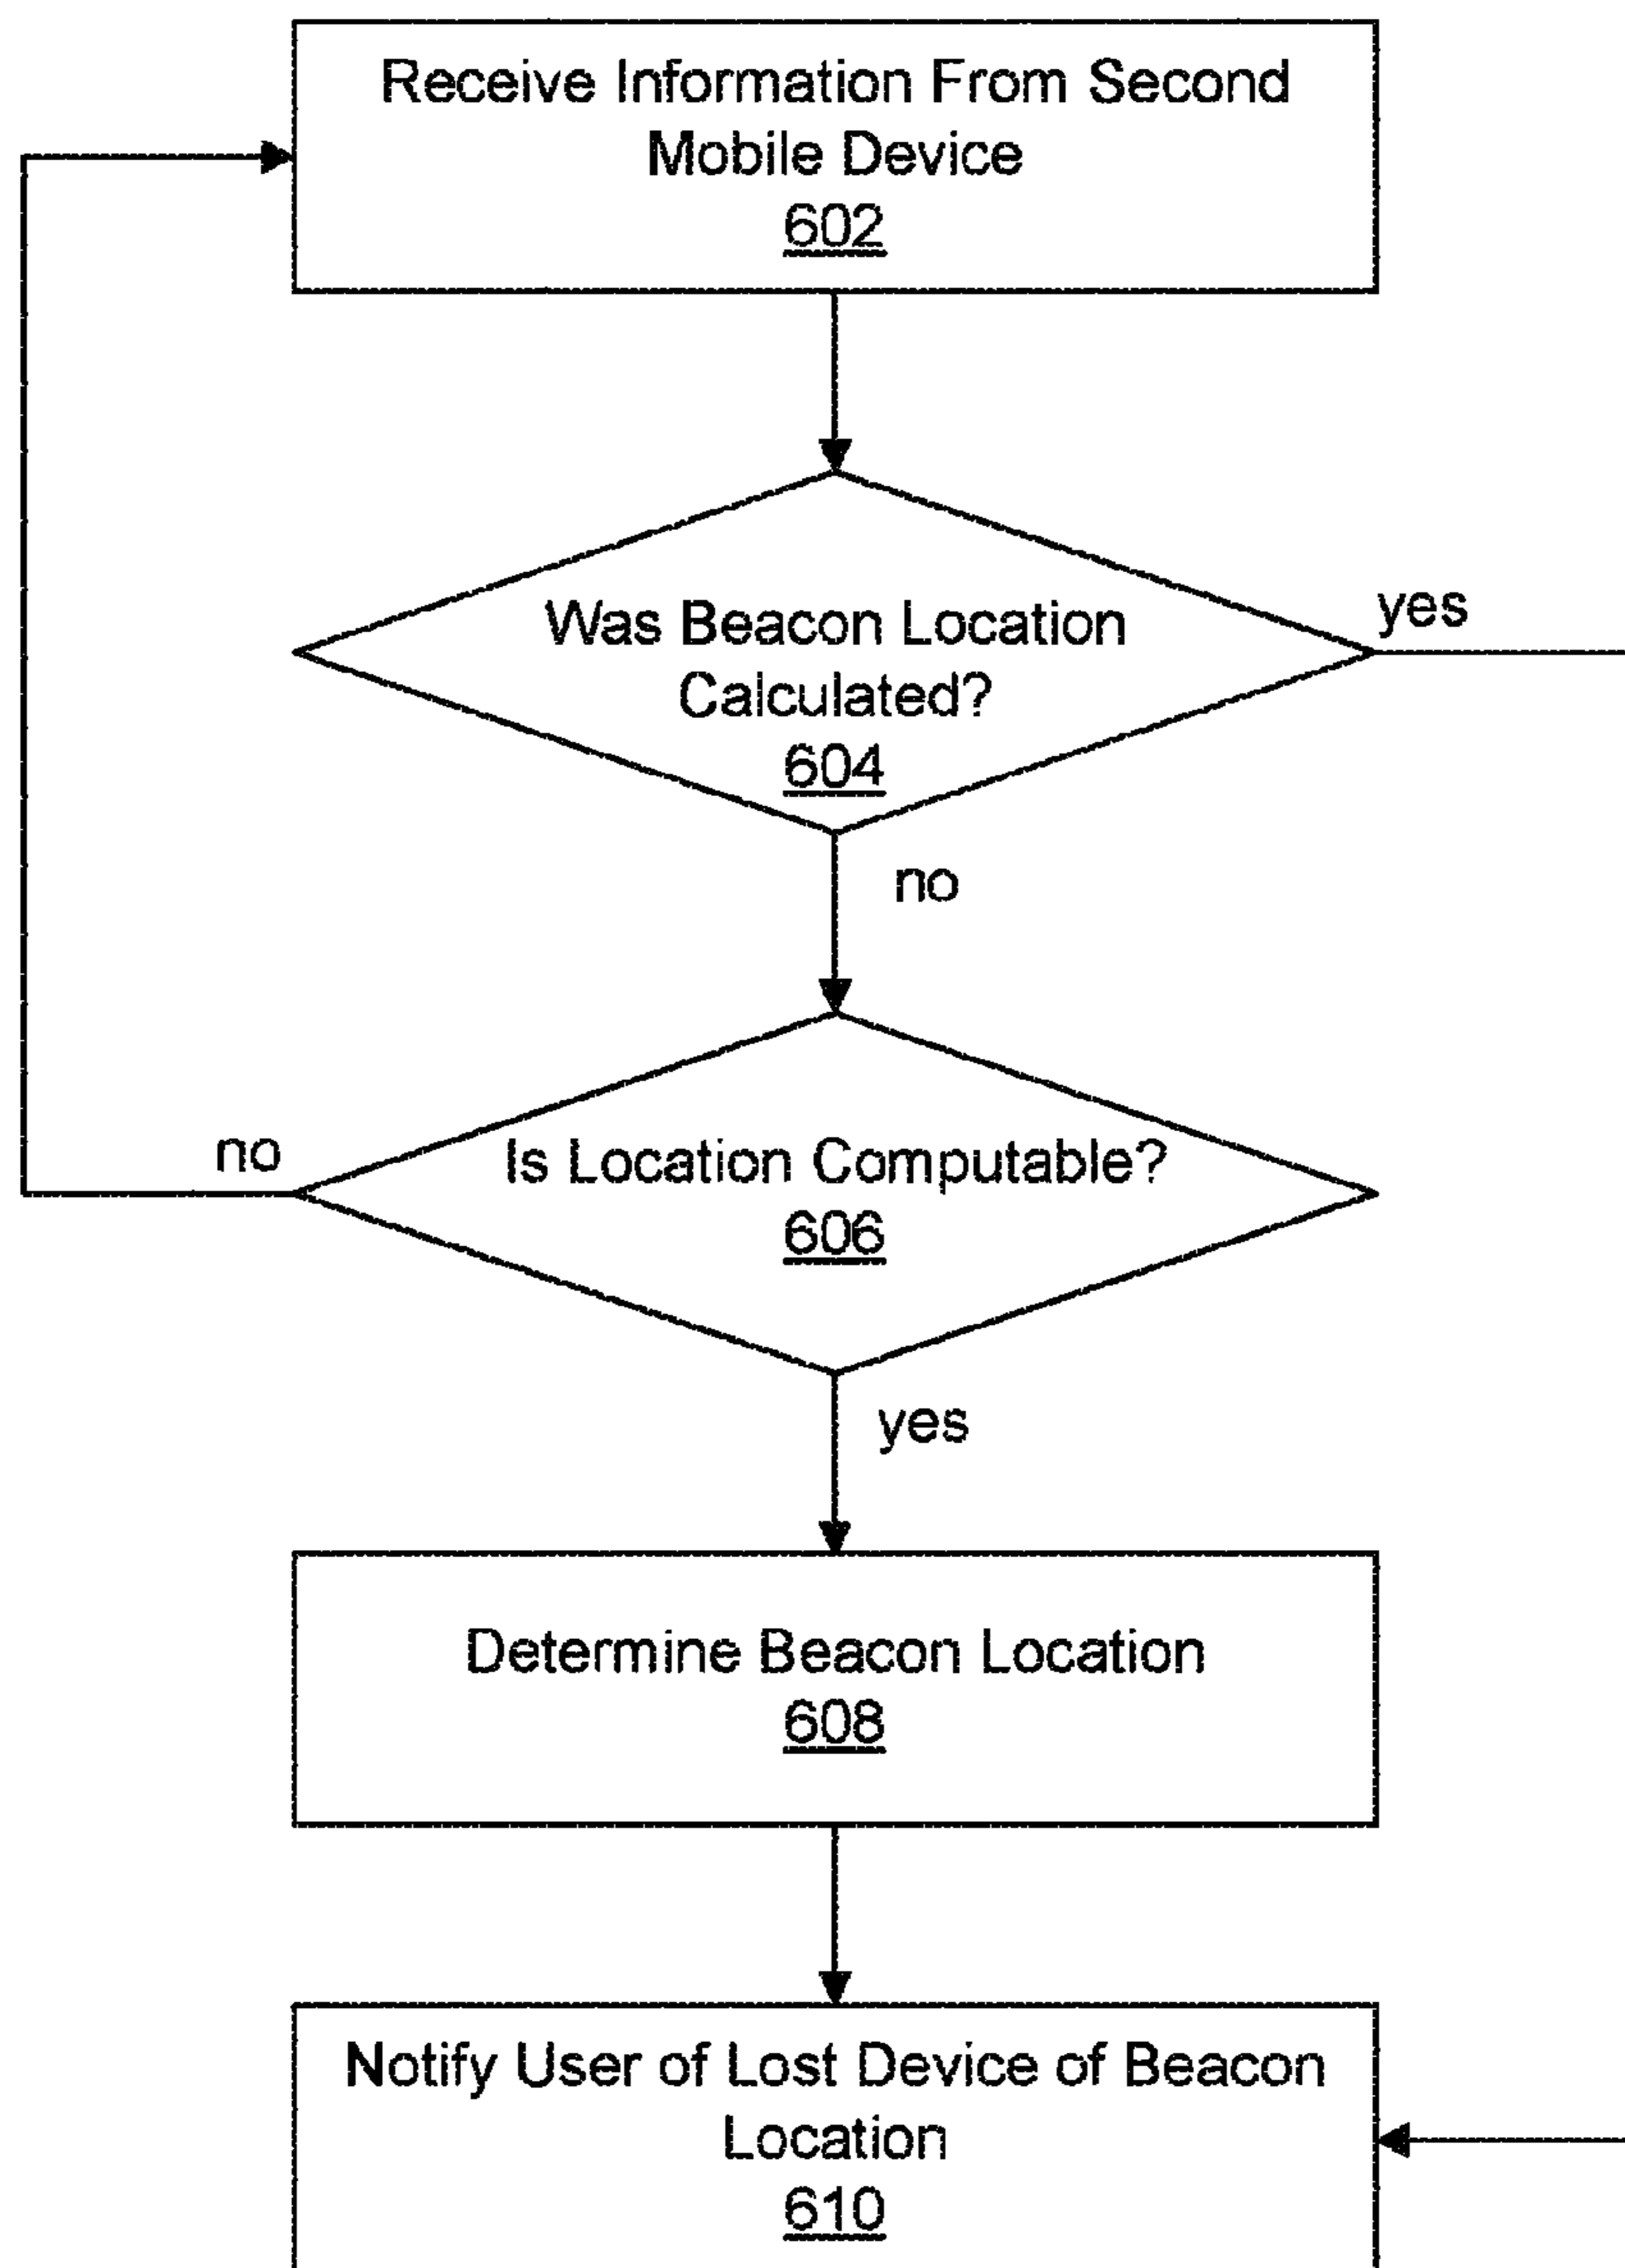 Receive Information From Second
Mobile Device
602
Was Beacon Location
Calculated?
604
yes
no
Is Location Computable?
606
no
yes
Determine Beacon Location
608
Notify User of Lost Device of Beacon
Location
610